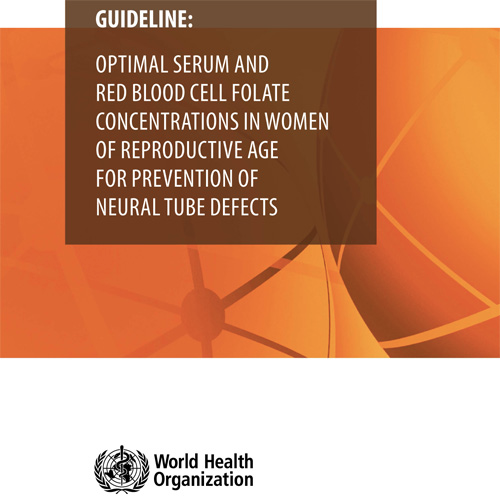 GUIDELINE:
OPTIMAL SERUM AND
RED BLOOD CELL FOLATE
CONCENTRATIONS IN WOMEN
OF REPRODUCTIVE AGE
FOR PREVENTION OF
NEURAL TUBE DEFECTS
World Health
Organization